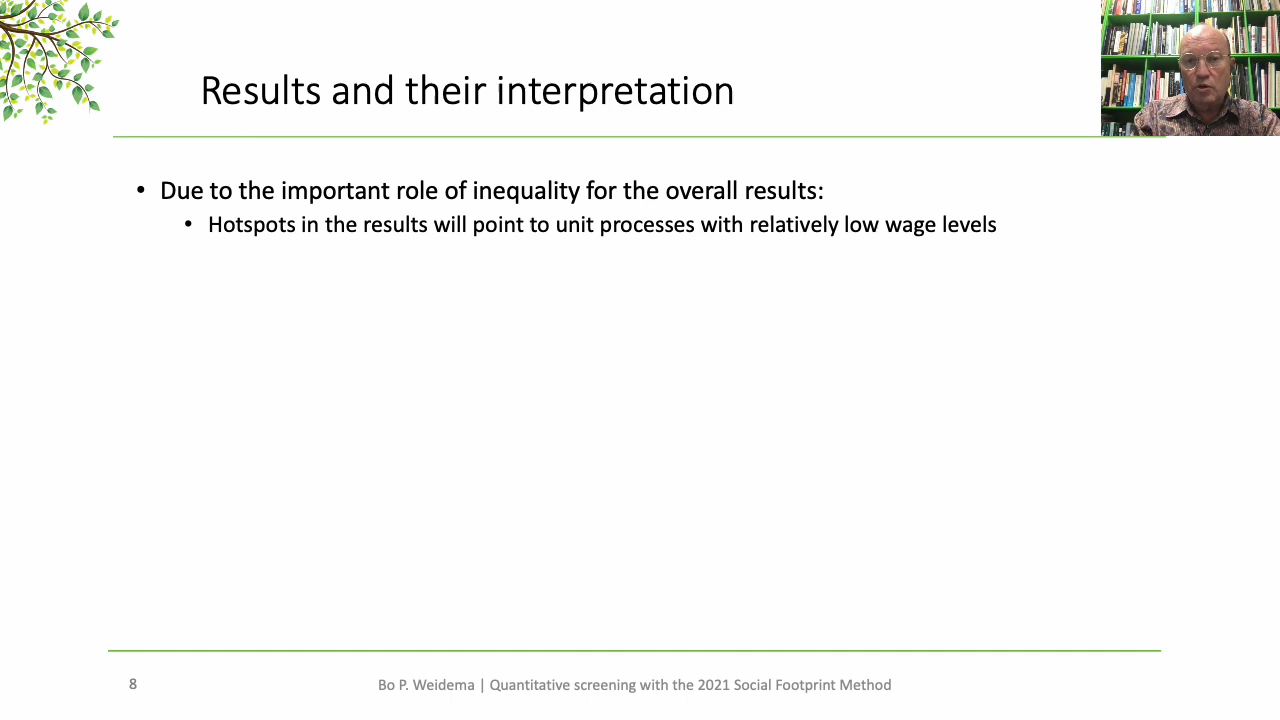 Results and their interpretation
• Due to the important role of inequality for the overall results:
• Hotspots in the results will point to unit processes with relatively low wage levels
8
Bo P. Weidema | Quantitative screening with the 2021 Social Footprint Method